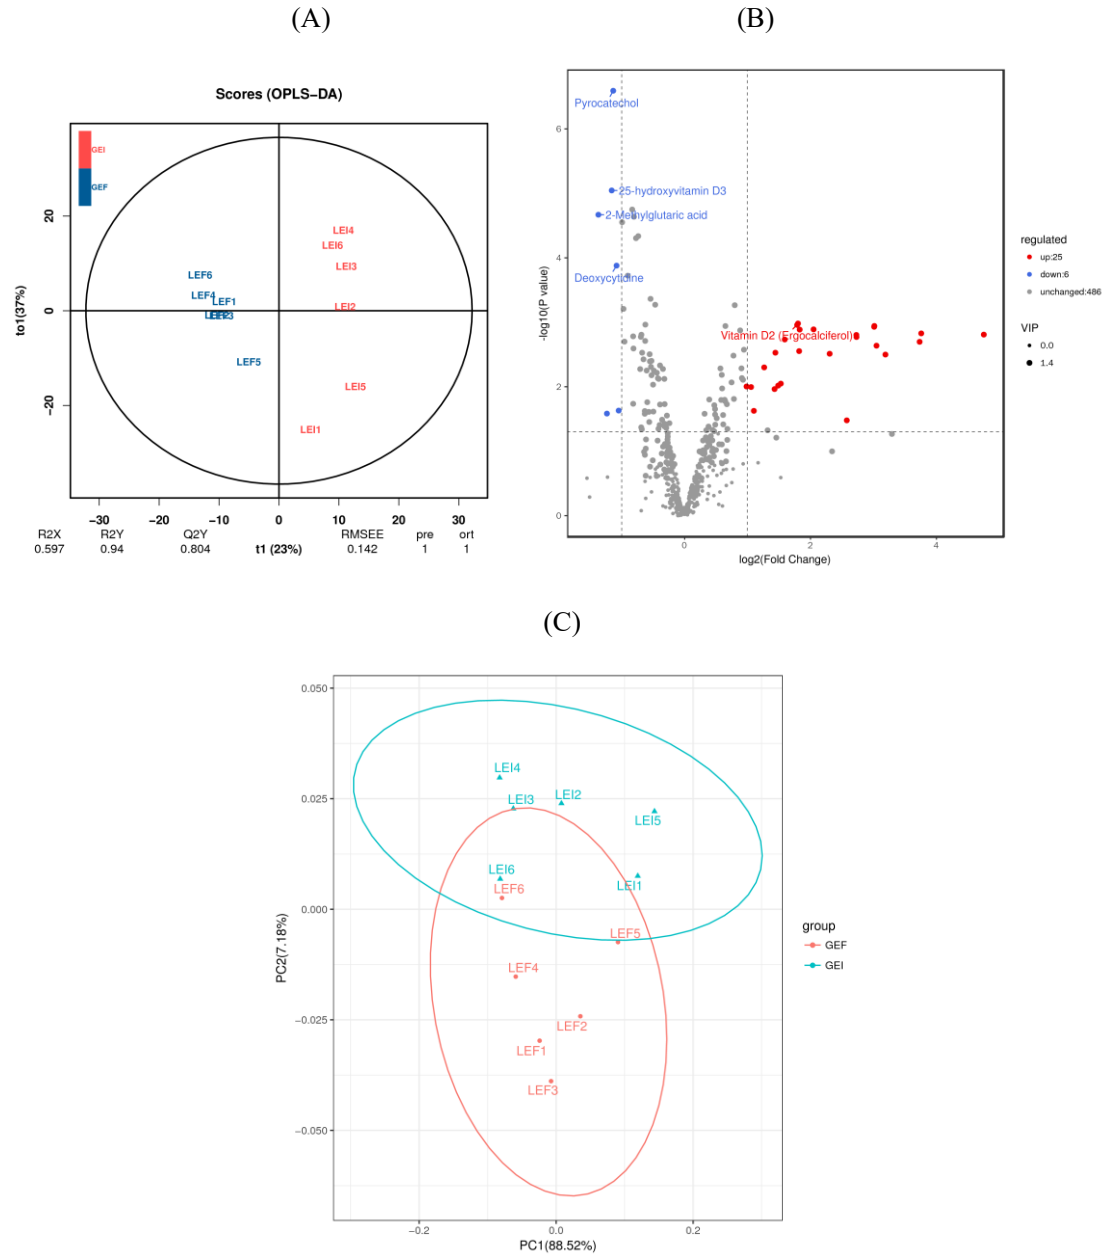 (A)
Scores (OPLS-DA)
GEI
GEF
to1(37%)
20
0
−20
LEI4
LEI6
LEI3
LEI2
LEI5
LEI1
LEF6
LEF4
LEF1
LEF3
LEF5
−30 −20 −10 0 10 20 30
R2X R2Y Q2Y RMSEE pre ort
0.597 0.94 0.804 t1 (23%) 0.142 1 1
(B)
-log10(P value)
6
4
2
0
Pyrocatechol
25-hydroxyvitamin D3
2-Methylglutaric acid
Deoxycytidine
Vitamin D2 (Ergocalciferol)
0 2 4
log2(Fold Change)
regulated
up:25
down:6
unchanged:486
VIP
0.0
1.4
(C)
PC2(7.18%)
0.050
0.025
0.000
−0.025
−0.050
LEI4
LEI3
LEI2
LEI5
LEI6
LEI1
LEF6
LEF5
LEF4
LEF2
LEF1
LEF3
−0.2 0.0 0.2
PC1(88.52%)
group
GEF
GEI